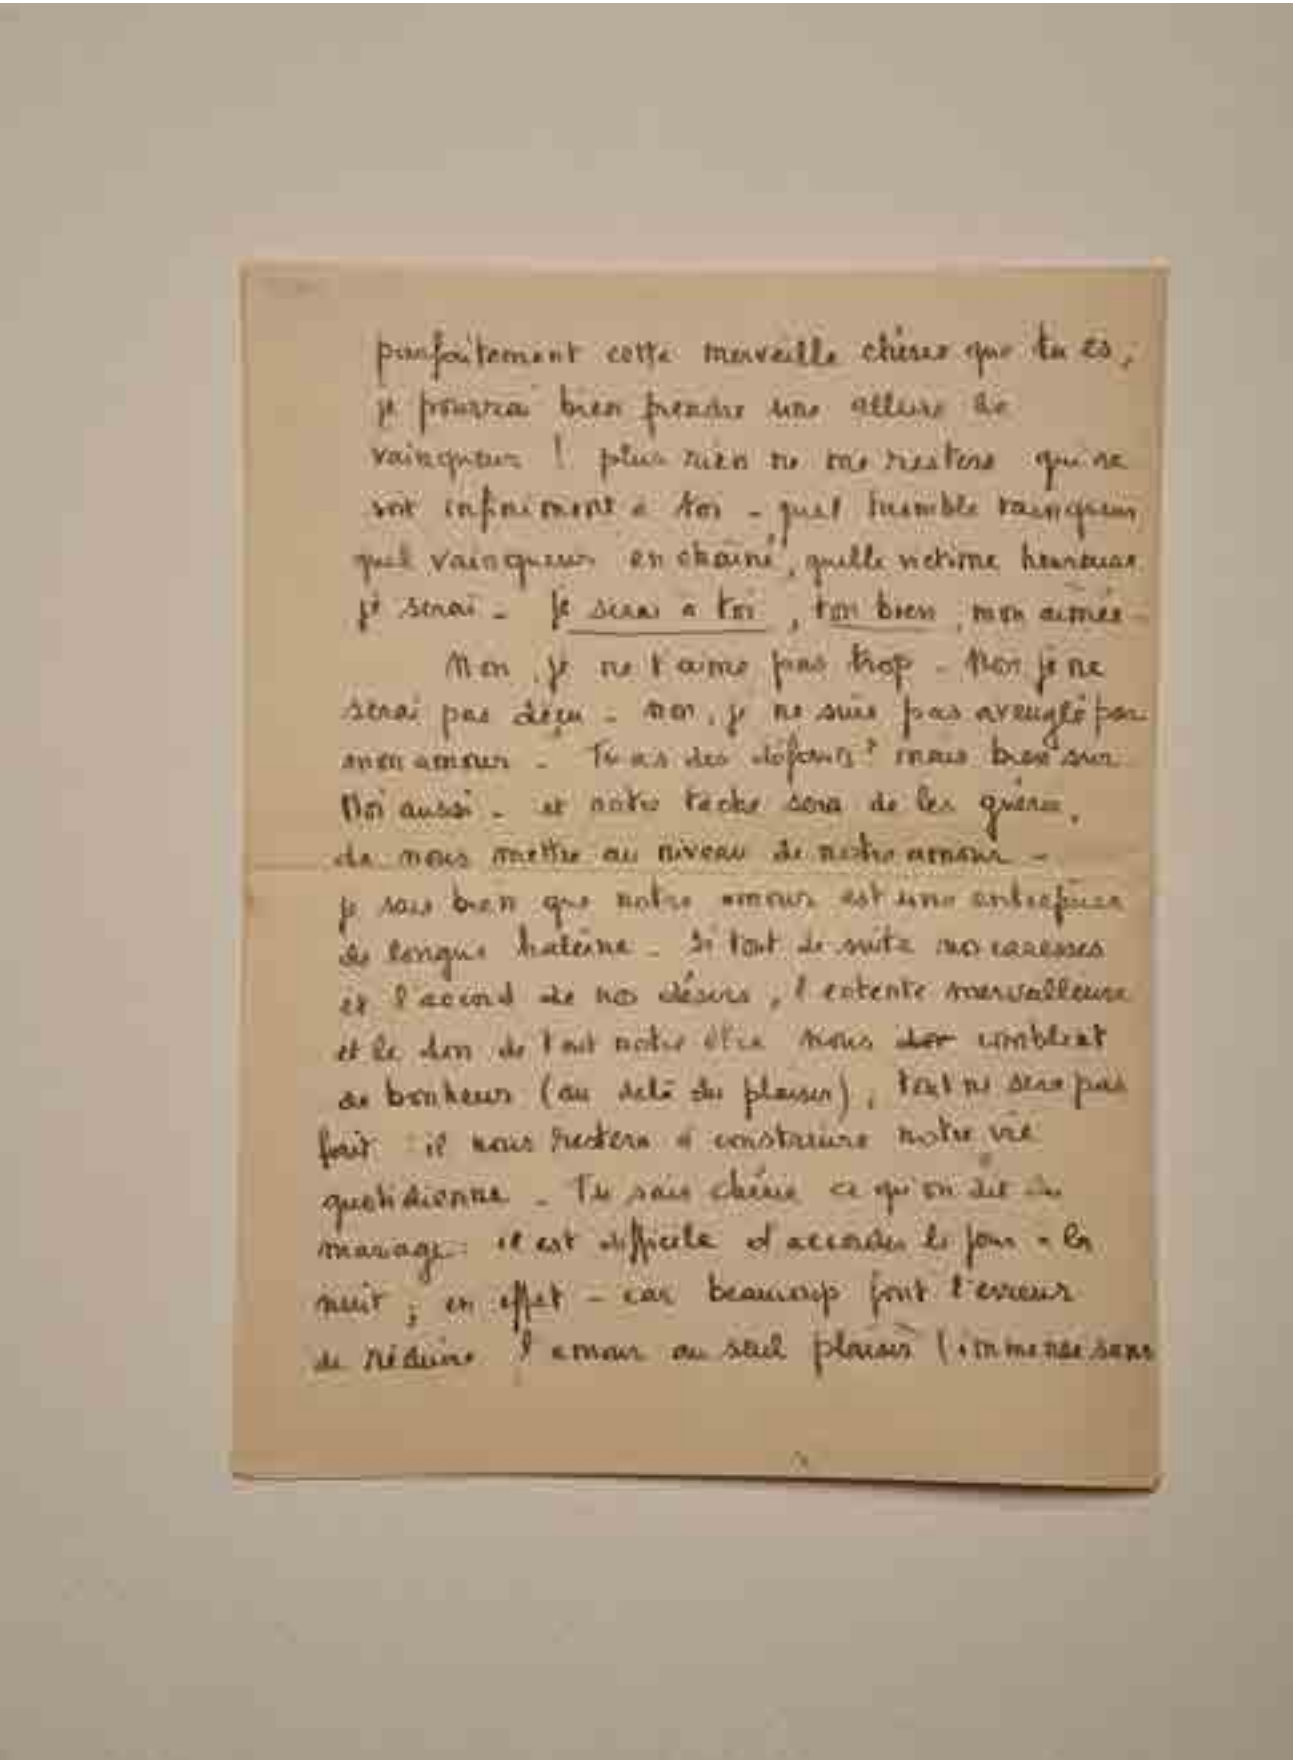 parfaitement cette merveille chérie que tu es,
je pourrai bien prendre une allure de
vainqueur ! plus rien ne me restera qui ne
soit infiniment à toi - quel humble vainqueur
quel vainqueur enchaîné, quelle victime heureuse
je serai - je serai à toi, ton bien, mon aimée -
Non, je ne t'aime pas trop - Non je ne
serai pas déçu - non, je ne suis pas aveuglé par
mon amour - Tu as des défauts ? mais bien sur
Moi aussi - et notre tache sera de les guérir,
de nous mettre au niveau de notre amour -
je sais bien que notre amour est une entreprise
de longue haleine - Si tout de suite nos caresses
et l'accord de nos désirs, l'entente merveilleuse
et le don de tout notre être nous comblent
de bonheur (au delà du plaisir), tout ne sera pas
fait : il nous restera à construire notre vie
quotidienne - Tu sais chérie ce qu'on dit du
mariage : il est difficile d'accorder le jour à la
nuit ; en effet - car beaucoup font l'erreur
de réduire l'amour au seul plaisir (immense sans